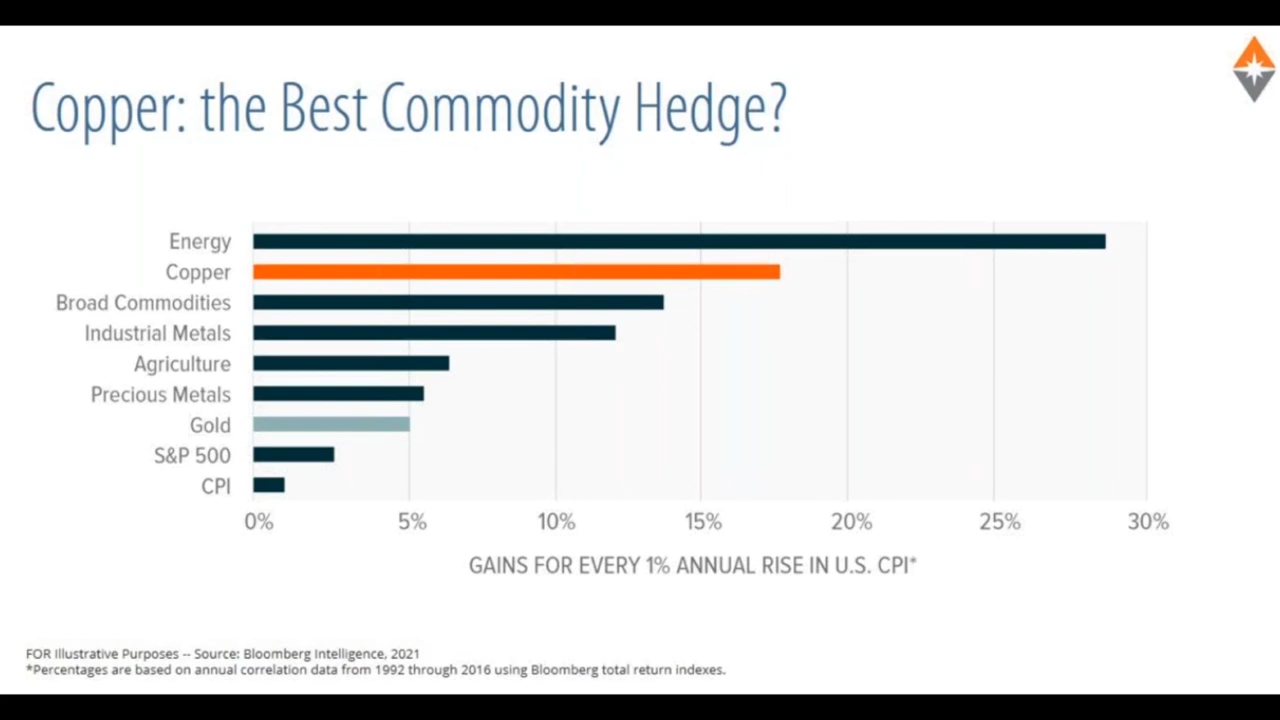 Copper: the Best Commodity Hedge?
Energy
Copper
Broad Commodities
Industrial Metals
Agriculture
Precious Metals
Gold
S&P 500
CPI
0% 5% 10% 15% 20% 25% 30%
GAINS FOR EVERY 1% ANNUAL RISE IN U.S. CPI*
FOR Illustrative Purposes -- Source: Bloomberg Intelligence, 2021
*Percentages are based on annual correlation data from 1992 through 2016 using Bloomberg total return indexes.